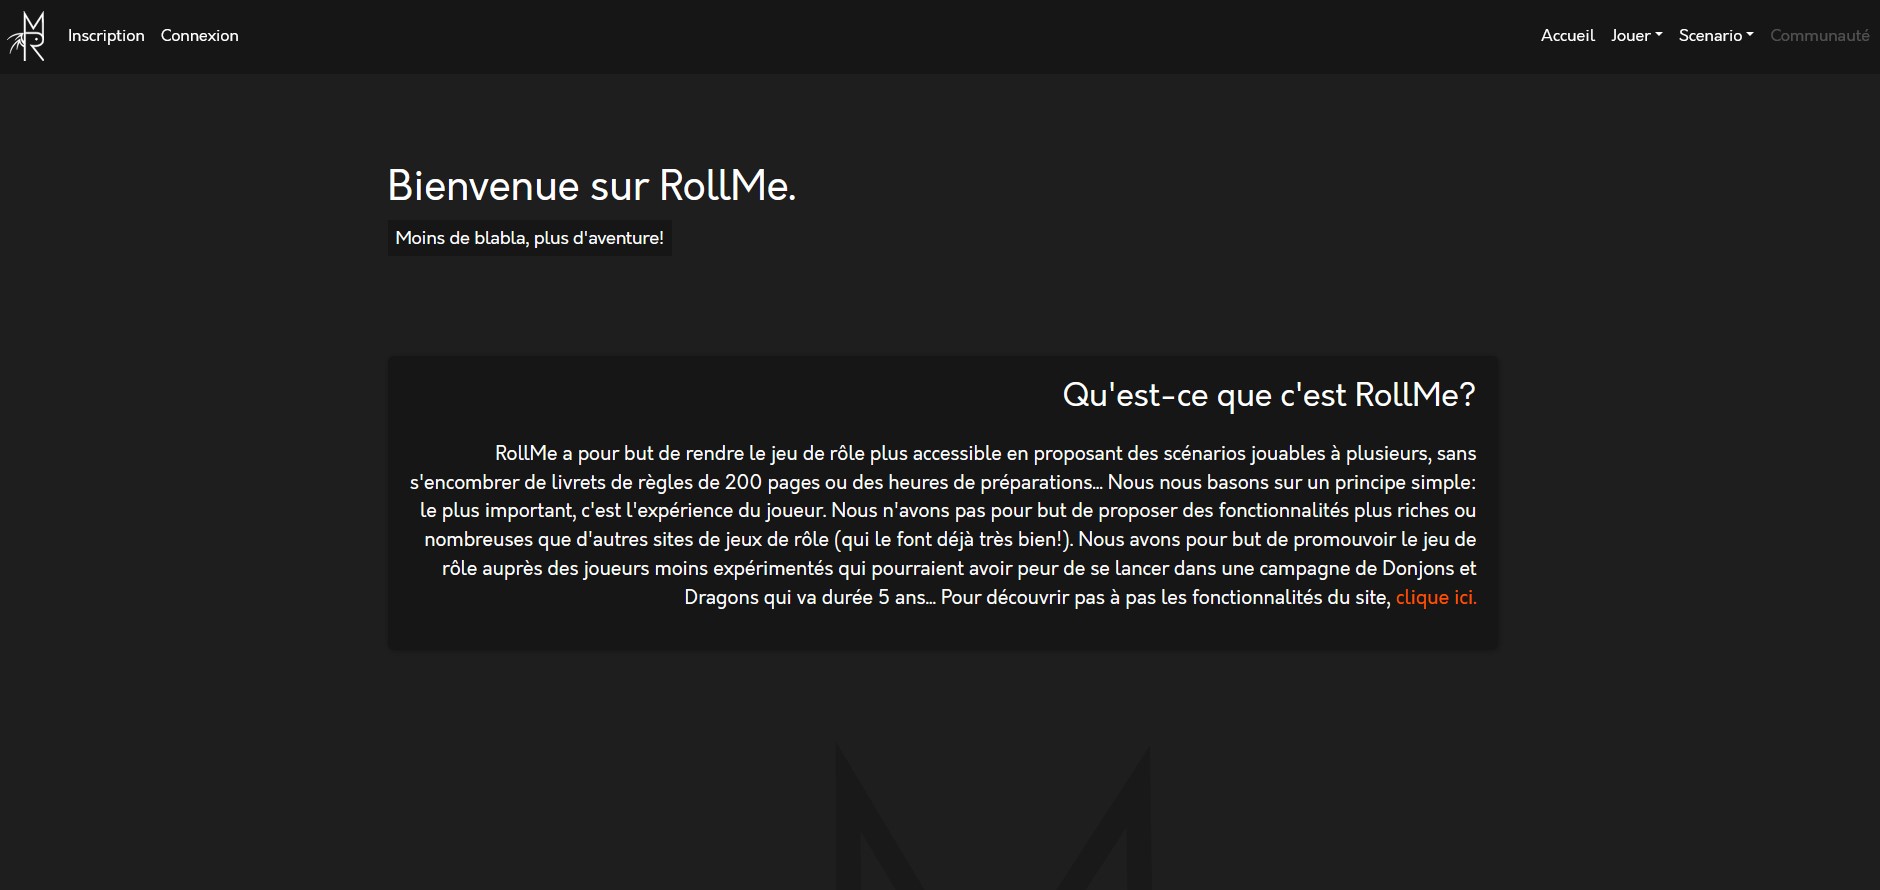 Inscription Connexion Accueil Jouer Scenario Communauté
Bienvenue sur RollMe.
Moins de blabla, plus d'aventure!
Qu'est-ce que c'est RollMe?
RollMe a pour but de rendre le jeu de rôle plus accessible en proposant des scénarios jouables à plusieurs, sans
s'encombrer de livrets de règles de 200 pages ou des heures de préparations... Nous nous basons sur un principe simple:
le plus important, c'est l'expérience du joueur. Nous n'avons pas pour but de proposer des fonctionnalités plus riches ou
nombreuses que d'autres sites de jeux de rôle (qui le font déjà très bien!). Nous avons pour but de promouvoir le jeu de
rôle auprès des joueurs moins expérimentés qui pourraient avoir peur de se lancer dans une campagne de Donjons et
Dragons qui va durée 5 ans... Pour découvrir pas à pas les fonctionnalités du site, clique ici.